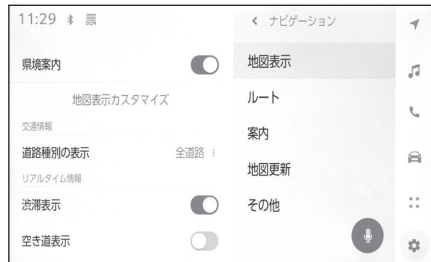 11:29
県境案内
地図表示カスタマイズ
交通情報
道路種別の表示 全道路
リアルタイム情報
渋滞表示
空き道表示
ナビゲーション
地図表示
ルート
案内
地図更新
その他